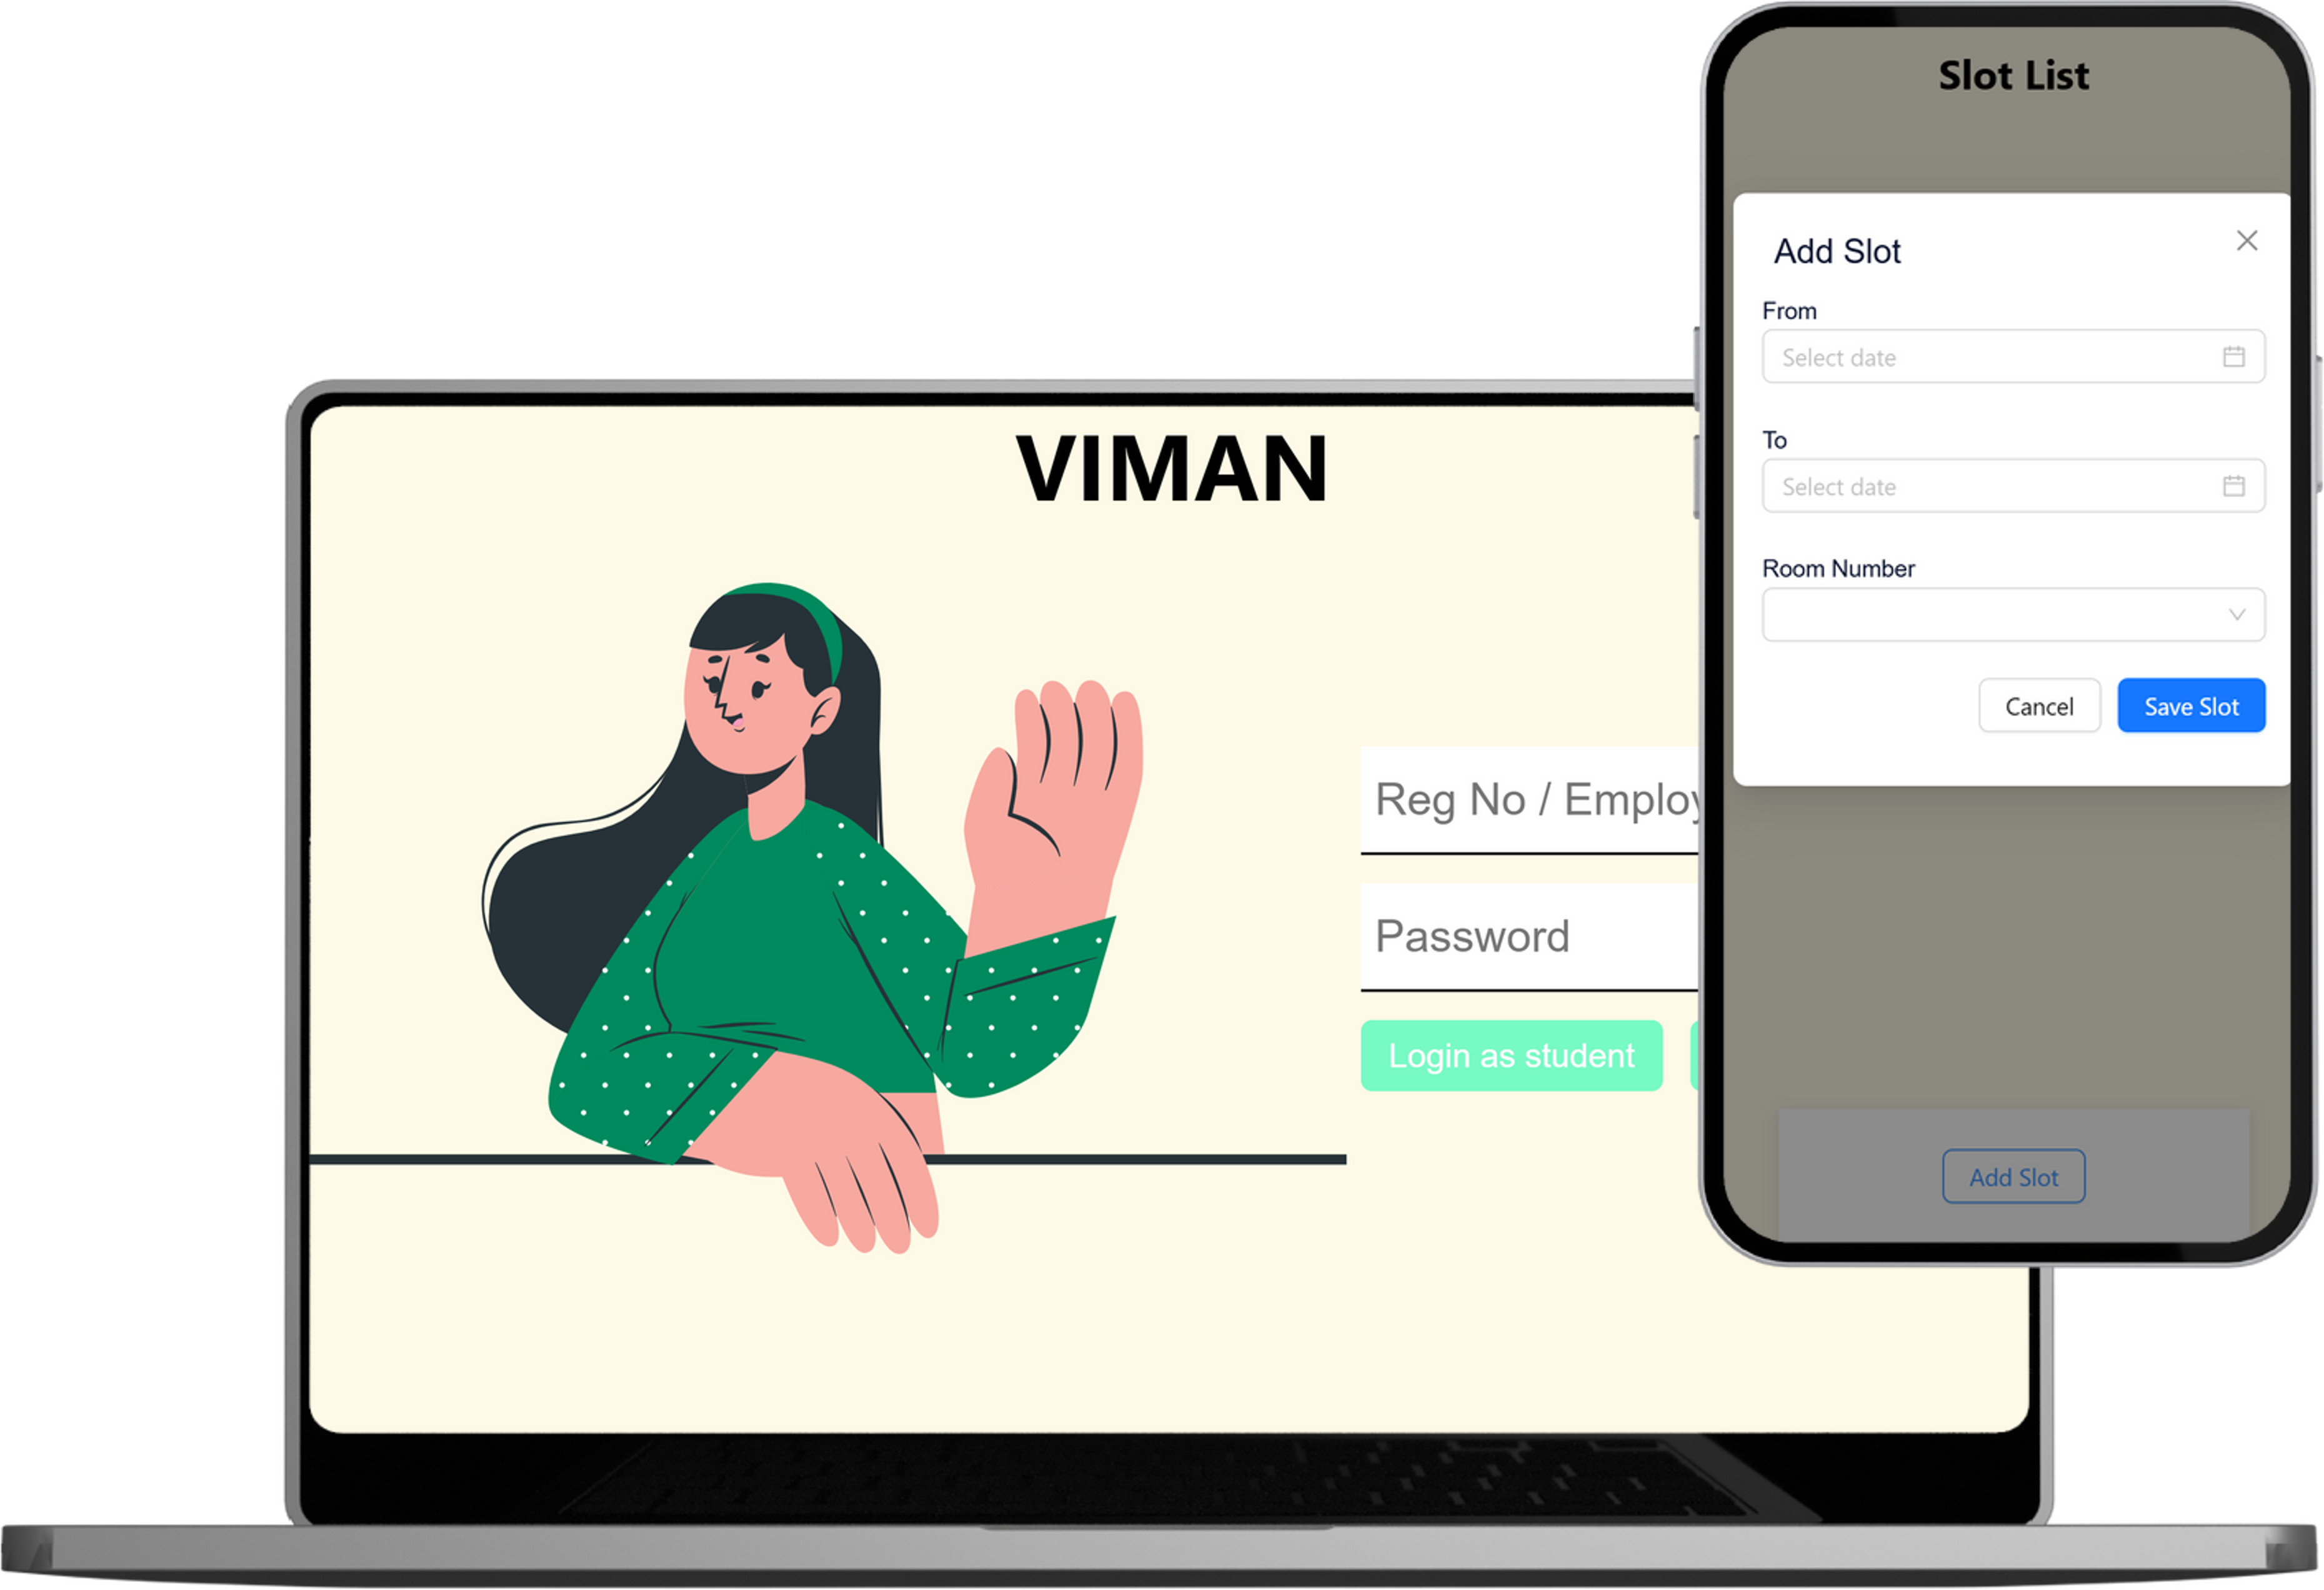 VIMAN
Reg No / Employ
Password
Login as student
Slot List
Add Slot
From
Select date
To
Select date
Room Number
Cancel
Save Slot
Add Slot